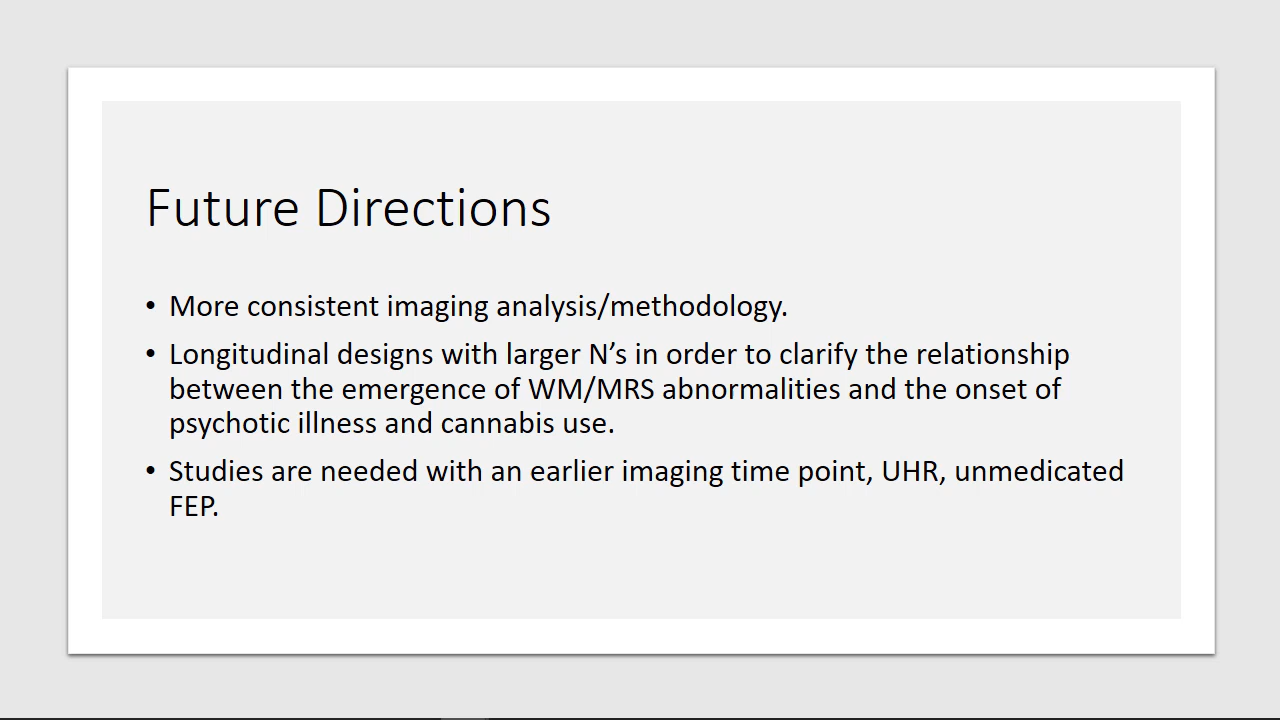 Future Directions
• More consistent imaging analysis/methodology.
• Longitudinal designs with larger N’s in order to clarify the relationship
between the emergence of WM/MRS abnormalities and the onset of
psychotic illness and cannabis use.
• Studies are needed with an earlier imaging time point, UHR, unmedicated
FEP.